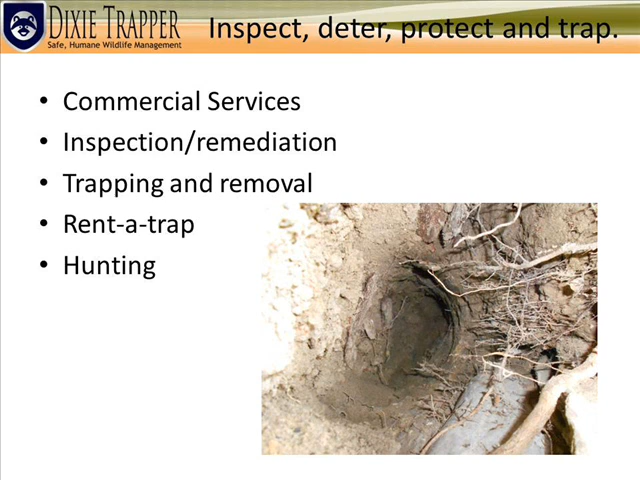 DIXIE TRAPPER
Safe, Humane Wildlife Management
Inspect, deter, protect and trap.
• Commercial Services
• Inspection/remediation
• Trapping and removal
• Rent-a-trap
• Hunting